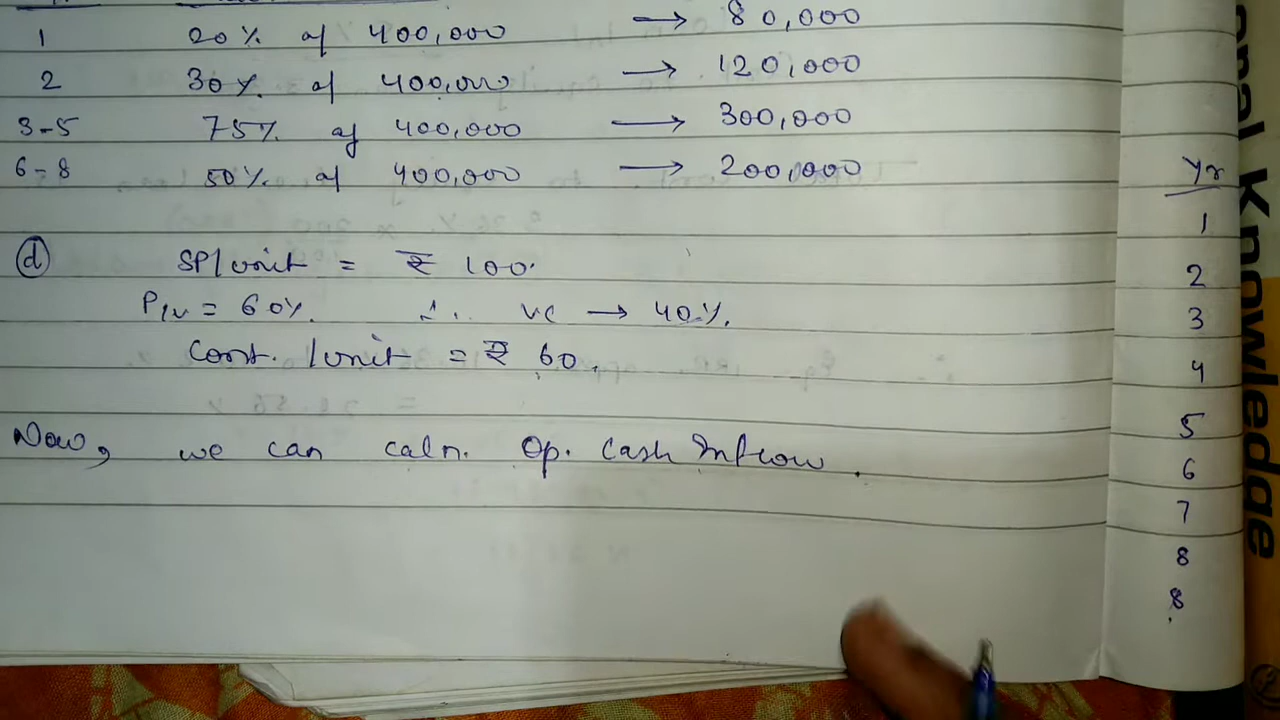 1 20% of 400,000 → 80,000
2 30%. of 400,000 → 120,000
3-5 75% of 400,000 → 300,000
6-8 50%. of 400,000 → 200,000
(d) SP/unit = ₹ 100.
P/V = 60%. ∴ VC → 40%.
Cont. /unit = ₹ 60.
Now, we can caln. Op. Cash Inflow.
Yr
1
2
3
4
5
6
7
8
8
onal Knowledge